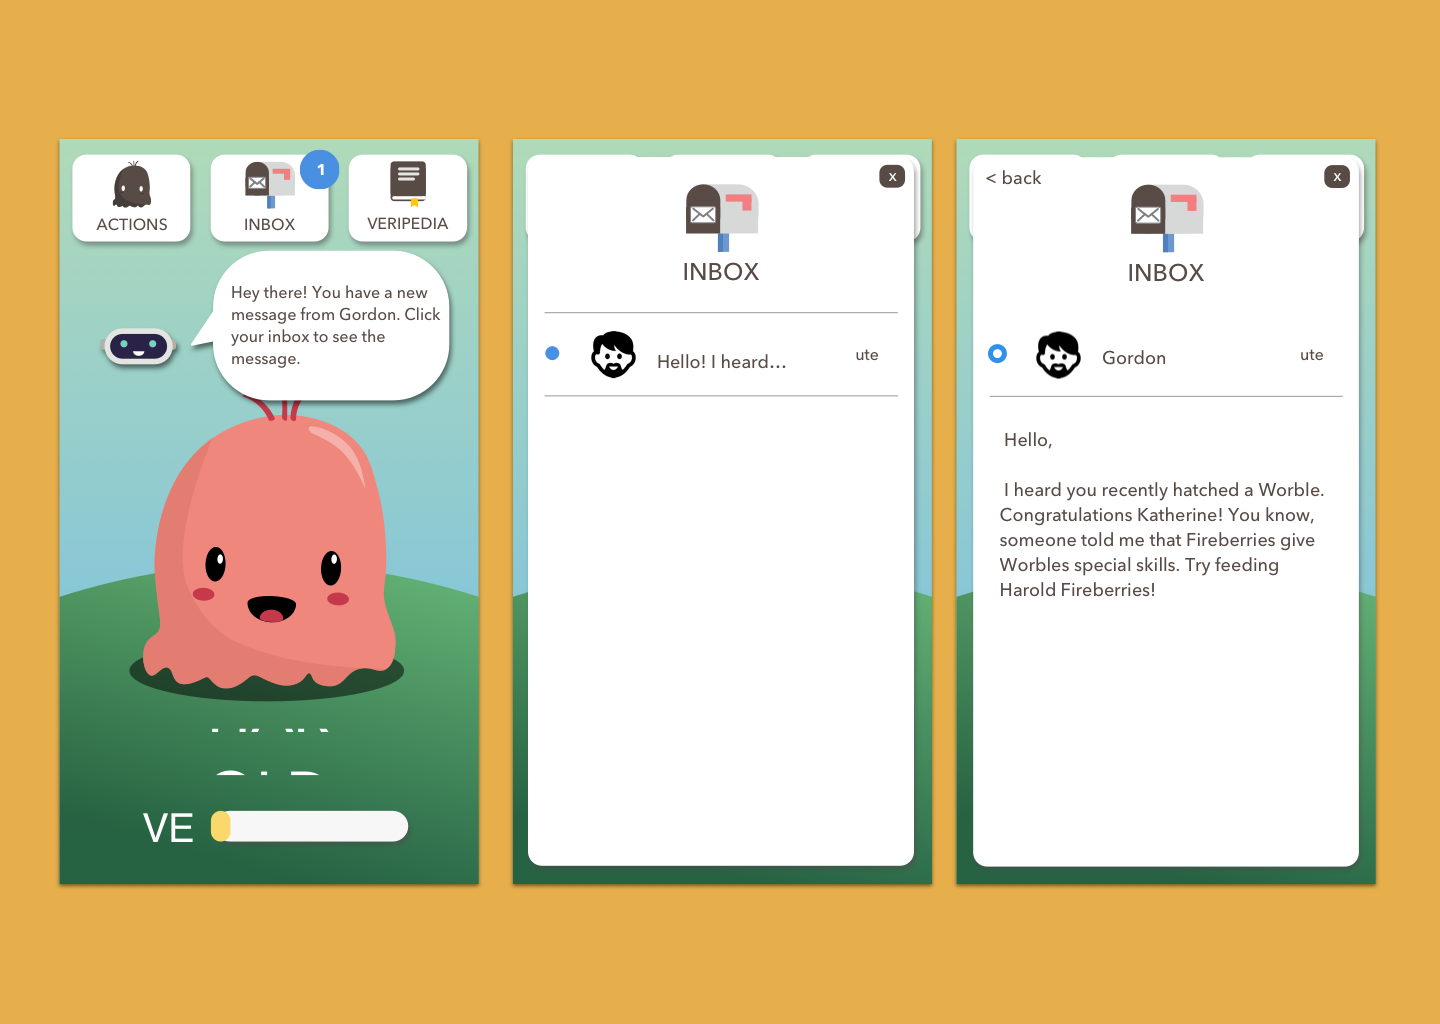 ACTIONS
INBOX
1
VERIPEDIA
Hey there! You have a new
message from Gordon. Click
your inbox to see the
message.
VE
x
INBOX
Hello! I heard...
ute
< back
x
INBOX
Gordon
ute
Hello,
I heard you recently hatched a Worble.
Congratulations Katherine! You know,
someone told me that Fireberries give
Worbles special skills. Try feeding
Harold Fireberries!